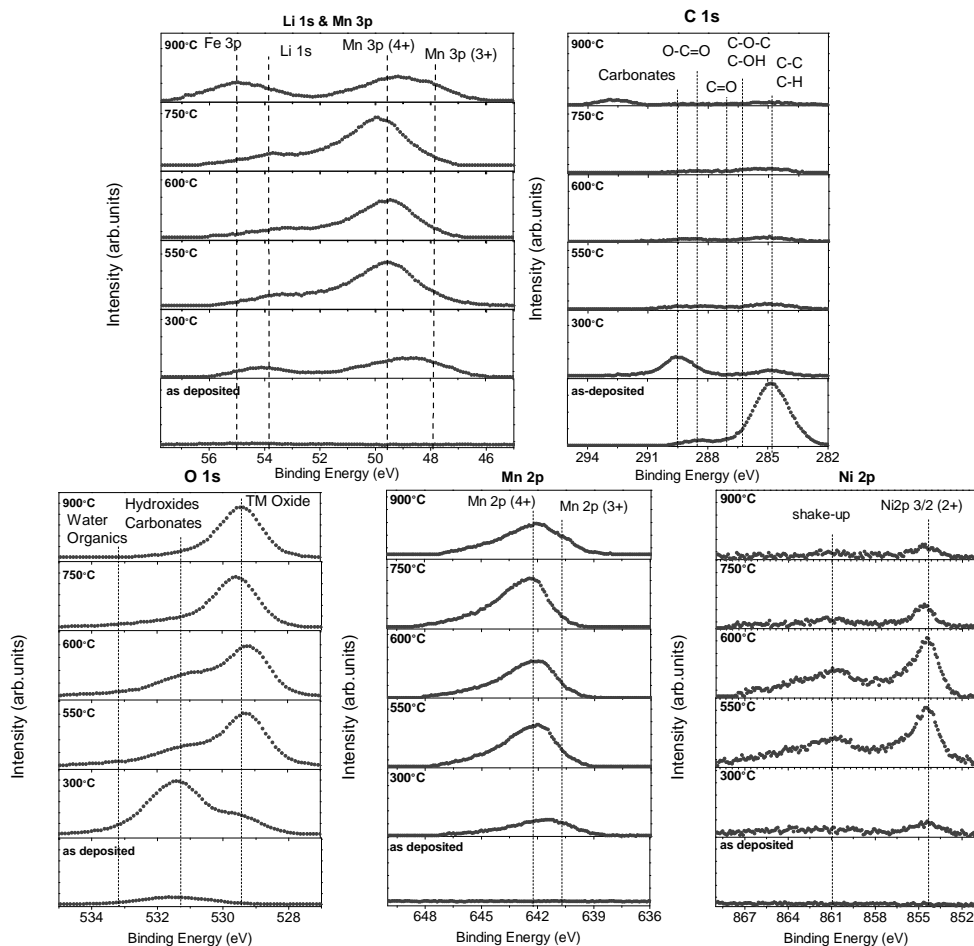 Li 1s & Mn 3p
900°C
Fe 3p
Li 1s
Mn 3p (4+)
Mn 3p (3+)
750°C
600°C
550°C
300°C
as deposited
Intensity (arb.units)
56 54 52 50 48 46
Binding Energy (eV)
C 1s
900°C
Carbonates
O-C=O
C=O
C-O-C
C-OH
C-C
C-H
750°C
600°C
550°C
300°C
as-deposited
Intensity (arb.units)
294 291 288 285 282
Binding Energy (eV)
O 1s
900°C
Water
Organics
Hydroxides
Carbonates
TM Oxide
750°C
600°C
550°C
300°C
as deposited
Intensity (arb.units)
534 532 530 528
Binding Energy (eV)
Mn 2p
900°C
Mn 2p (4+)
Mn 2p (3+)
750°C
600°C
550°C
300°C
as deposited
Intensity (arb.units)
648 645 642 639 636
Binding Energy (eV)
Ni 2p
900°C
shake-up
Ni2p 3/2 (2+)
750°C
600°C
550°C
300°C
as deposited
Intensity (arb.units)
867 864 861 858 855 852
Binding Energy (eV)